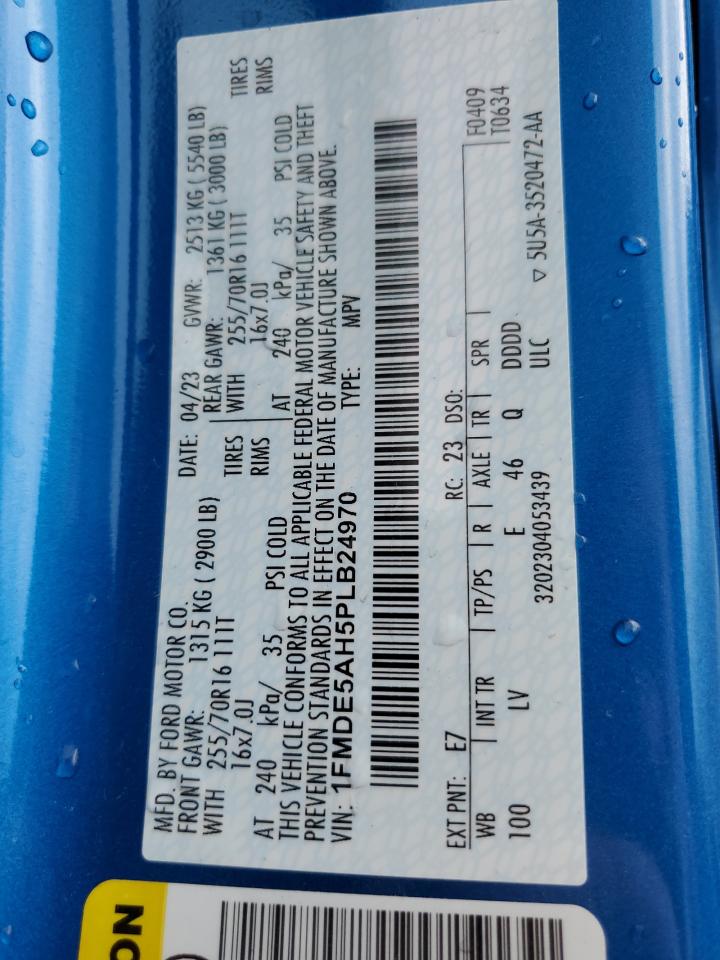 MFD. BY FORD MOTOR CO. DATE: 04/23 GVWR: 2513 KG ( 5540 LB)
FRONT GAWR: 1315 KG ( 2900 LB) REAR GAWR: 1361 KG ( 3000 LB)
WITH 255/70R16 111T TIRES WITH 255/70R16 111T TIRES
16x7.0J RIMS 16x7.0J RIMS
AT 240 kPa/ 35 PSI COLD AT 240 kPa/ 35 PSI COLD
THIS VEHICLE CONFORMS TO ALL APPLICABLE FEDERAL MOTOR VEHICLE SAFETY AND THEFT
PREVENTION STANDARDS IN EFFECT ON THE DATE OF MANUFACTURE SHOWN ABOVE.
VIN: 1FMDE5AH5PLB24970 TYPE: MPV
EXT PNT: E7 RC: 23 DSO: F0409
WB INT TR TP/PS R AXLE TR SPR T0634
100 LV E 46 Q DDDD
3202304053439 ULC ▽ 5U5A-3520472-AA
ON